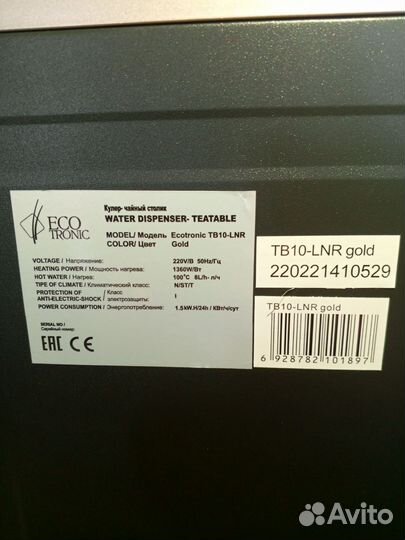 ECO
TRONIC
Кулер- чайный столик
WATER DISPENSER- TEATABLE
MODEL/ Модель Ecotronic TB10-LNR
COLOR/ Цвет Gold
VOLTAGE / Напряжение: 220V/В 50Hz/Гц
HEATING POWER / Мощность нагрева: 1360W/Вт
HOT WATER / Нагрев: 100°C 6L/h- л/ч
TYPE OF CLIMATE / Климатический класс: N/ST/T
PROTECTION OF / Класс
ANTI-ELECTRIC-SHOCK / электрозащиты: I
POWER CONSUMPTION / Энергопотребление: 1.5kW.H/24h / КВт·ч/сут
SERIAL NO /
Серийный номер:
EAC CE
TB10-LNR gold
220221410529
TB10-LNR gold
6 928782 101897
Avito